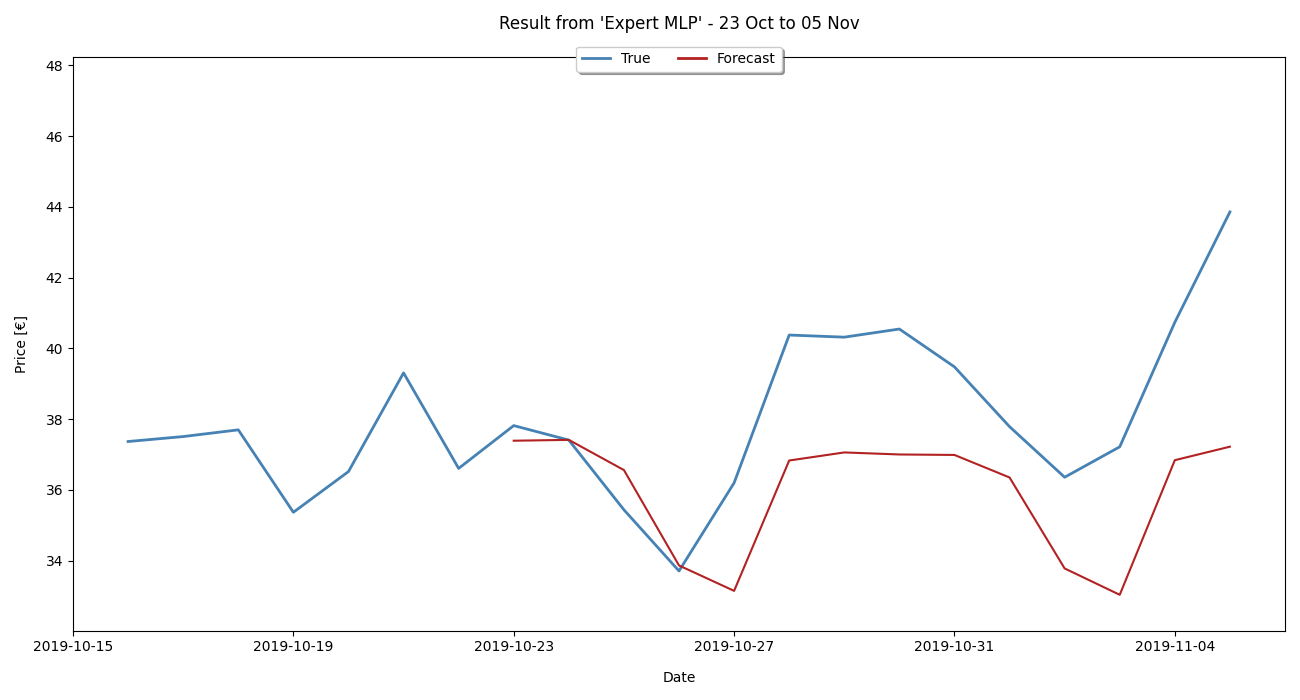 Result from 'Expert MLP' - 23 Oct to 05 Nov
True Forecast
48
46
44
42
40
38
36
34
Price [€]
2019-10-15 2019-10-19 2019-10-23 2019-10-27 2019-10-31 2019-11-04
Date